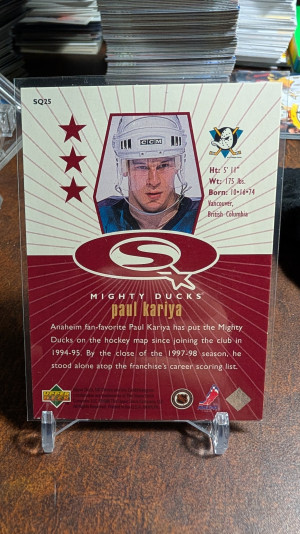 SQ25
CCM
Ht: 5' 11"
Wt: 175 lbs.
Born: 10•16•74
Vancouver,
British Columbia
SQ
MIGHTY DUCKS
paul kariya
Anaheim fan-favorite Paul Kariya has put the Mighty
Ducks on the hockey map since joining the club in
1994-95. By the close of the 1997-98 season, he
stood alone atop the franchise's career scoring list.